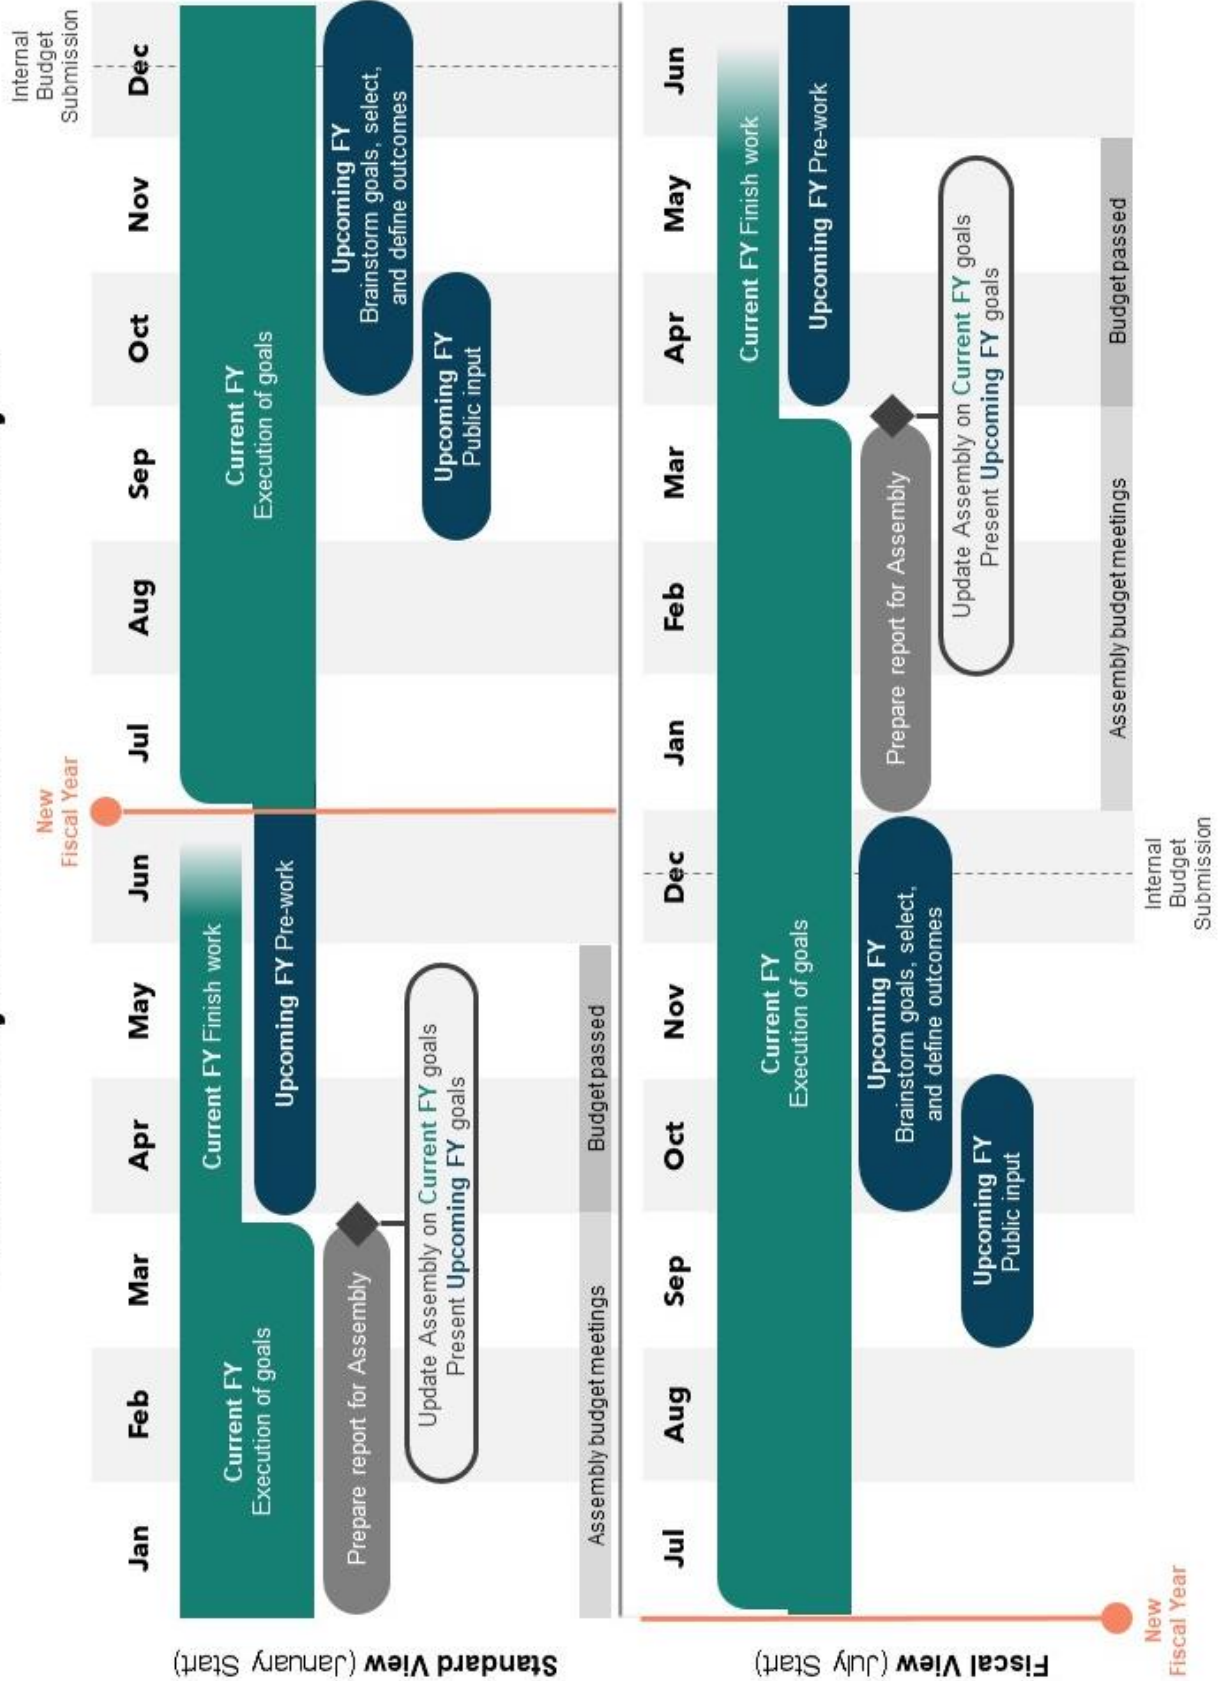 Internal
Budget
Submission
New
Fiscal Year
Jan
Feb
Mar
Apr
May
Jun
Jul
Aug
Sep
Oct
Nov
Dec
Standard View (January Start)
Current FY
Execution of goals
Current FY Finish work
Upcoming FY Pre-work
Current FY
Execution of goals
Prepare report for Assembly
Update Assembly on Current FY goals
Present Upcoming FY goals
Upcoming FY
Brainstorm goals, select,
and define outcomes
Upcoming FY
Public input
Assembly budget meetings
Budget passed
Jul
Aug
Sep
Oct
Nov
Dec
Jan
Feb
Mar
Apr
May
Jun
Fiscal View (July Start)
Current FY
Execution of goals
Current FY Finish work
Upcoming FY Pre-work
Upcoming FY
Brainstorm goals, select,
and define outcomes
Upcoming FY
Public input
Prepare report for Assembly
Update Assembly on Current FY goals
Present Upcoming FY goals
Assembly budget meetings
Budget passed
New
Fiscal Year
Internal
Budget
Submission